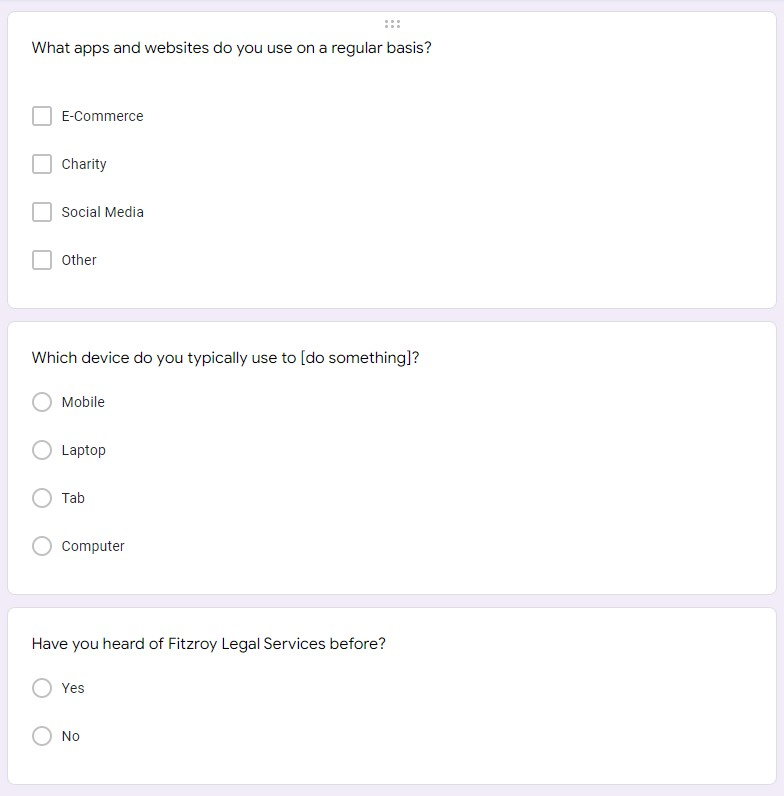 What apps and websites do you use on a regular basis?
E-Commerce
Charity
Social Media
Other
Which device do you typically use to [do something]?
Mobile
Laptop
Tab
Computer
Have you heard of Fitzroy Legal Services before?
Yes
No